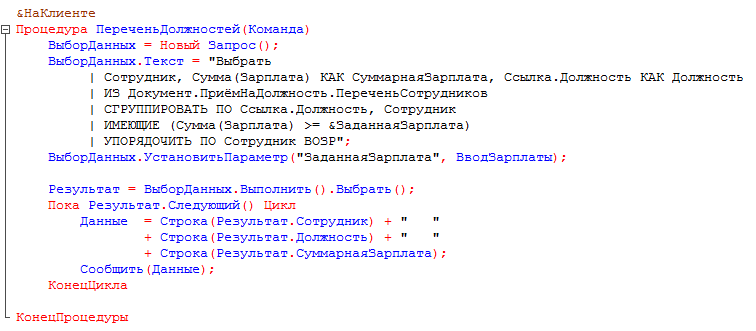 &НаКлиенте
Процедура ПереченьДолжностей(Команда)
    ВыборДанных = Новый Запрос();
    ВыборДанных.Текст = "Выбрать
         | Сотрудник, Сумма(Зарплата) КАК СуммарнаяЗарплата, Ссылка.Должность КАК Должность
         | ИЗ Документ.ПриёмНаДолжность.ПереченьСотрудников
         | СГРУППИРОВАТЬ ПО Ссылка.Должность, Сотрудник
         | ИМЕЮЩИЕ (Сумма(Зарплата) >= &ЗаданнаяЗарплата)
         | УПОРЯДОЧИТЬ ПО Сотрудник ВОЗР";
    ВыборДанных.УстановитьПараметр("ЗаданнаяЗарплата", ВводЗарплаты);

    Результат = ВыборДанных.Выполнить().Выбрать();
    Пока Результат.Следующий() Цикл
        Данные  = Строка(Результат.Сотрудник) + "   "
                + Строка(Результат.Должность) + "   "
                + Строка(Результат.СуммарнаяЗарплата);
        Сообщить(Данные);
    КонецЦикла

КонецПроцедуры